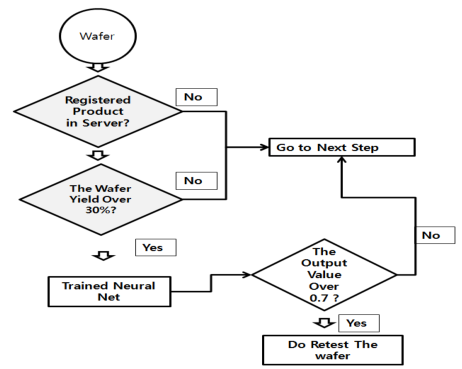 Wafer
Registered
Product
in Server?
No
Go to Next Step
The Wafer
Yield Over
30%?
No
Yes
Trained Neural
Net
The
Output
Value
Over
0.7 ?
No
Yes
Do Retest The
wafer